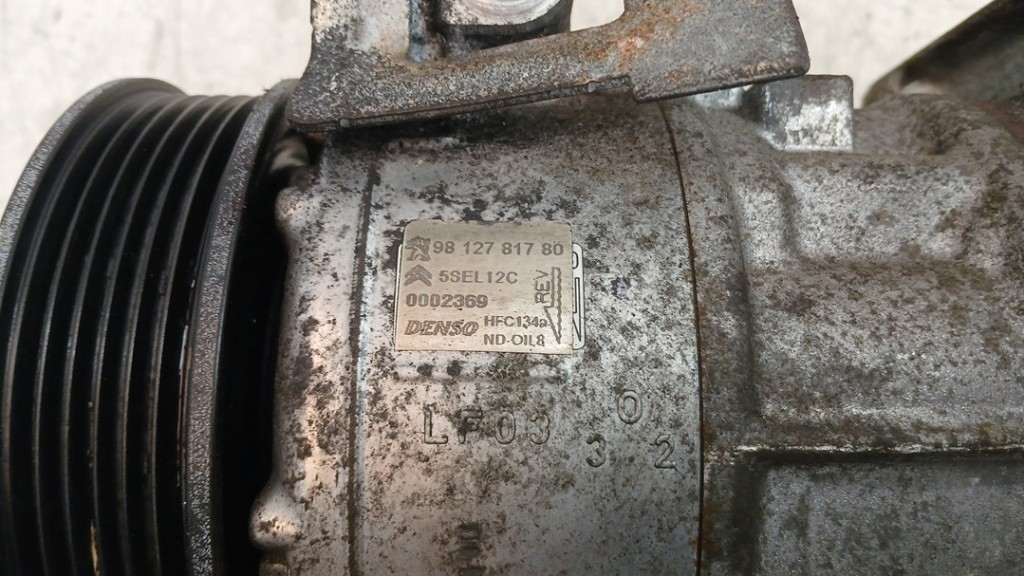 98 127 817 80
5SEL12C
0002369
REV
DENSO HFC134a
ND-OIL8
LF03 0
3 2